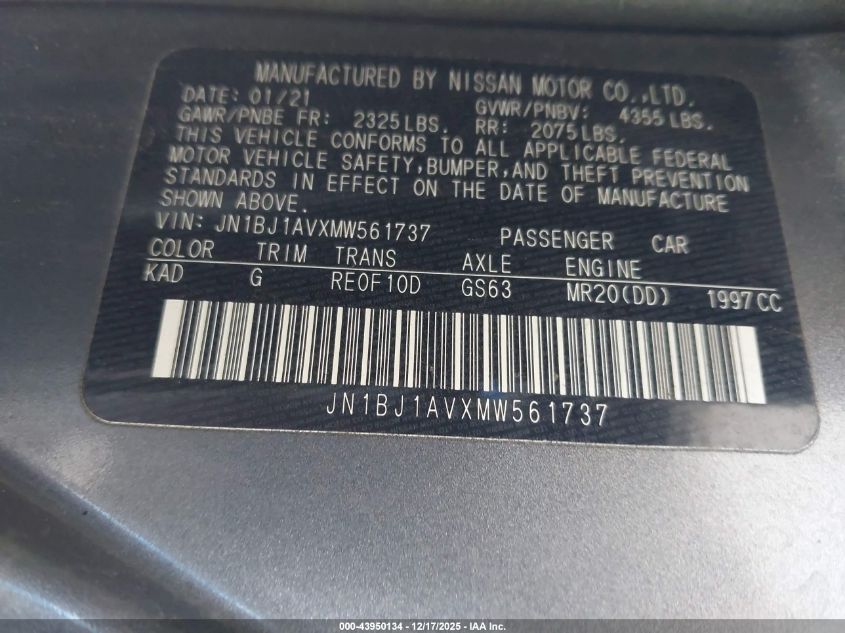 MANUFACTURED BY NISSAN MOTOR CO.,LTD.
DATE: 01/21 GVWR/PNBV: 4355 LBS.
GAWR/PNBE FR: 2325 LBS. RR: 2075 LBS.
THIS VEHICLE CONFORMS TO ALL APPLICABLE FEDERAL
MOTOR VEHICLE SAFETY, BUMPER, AND THEFT PREVENTION
STANDARDS IN EFFECT ON THE DATE OF MANUFACTURE
SHOWN ABOVE.
VIN: JN1BJ1AVXMW561737 PASSENGER CAR
COLOR TRIM TRANS AXLE ENGINE
KAD G RE0F10D GS63 MR20(DD) 1997 CC
JN1BJ1AVXMW561737
000-43950134 - 12/17/2025 - IAA Inc.